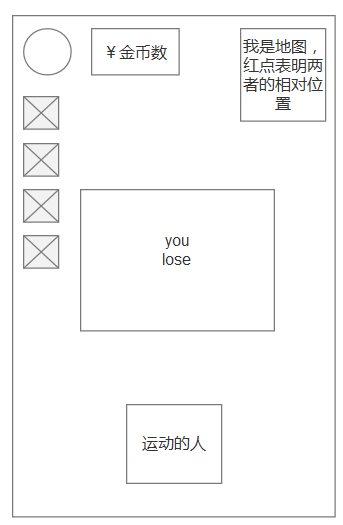 ￥金币数
我是地图，
红点表明两
者的相对位
置
you
lose
运动的人